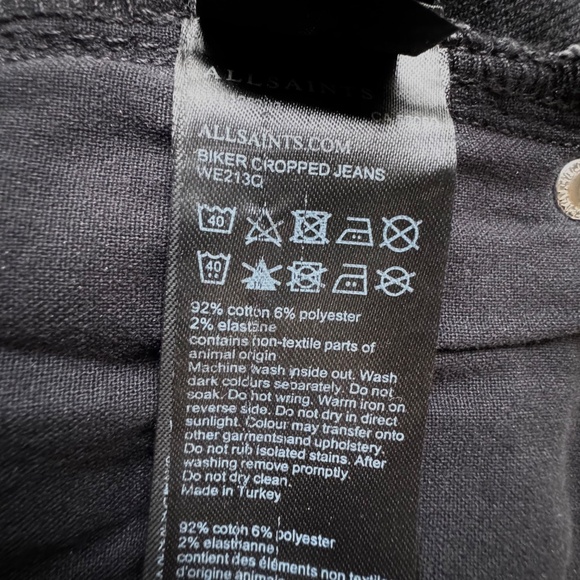 ALLSAINTS
ALLSAINTS.COM
BIKER CROPPED JEANS
WE213Q
40
40
92% cotton 6% polyester
2% elastane
contains non-textile parts of
animal origin
Machine wash inside out. Wash
dark colours separately. Do not
soak. Do not wring. Warm iron on
reverse side. Do not dry in direct
sunlight. Colour may transfer onto
other garments and upholstery.
Do not rub isolated stains. After
washing remove promptly.
Do not dry clean.
Made in Turkey
92% coton 6% polyester
2% elasthanne
contient des éléments non textile
d'origine animale